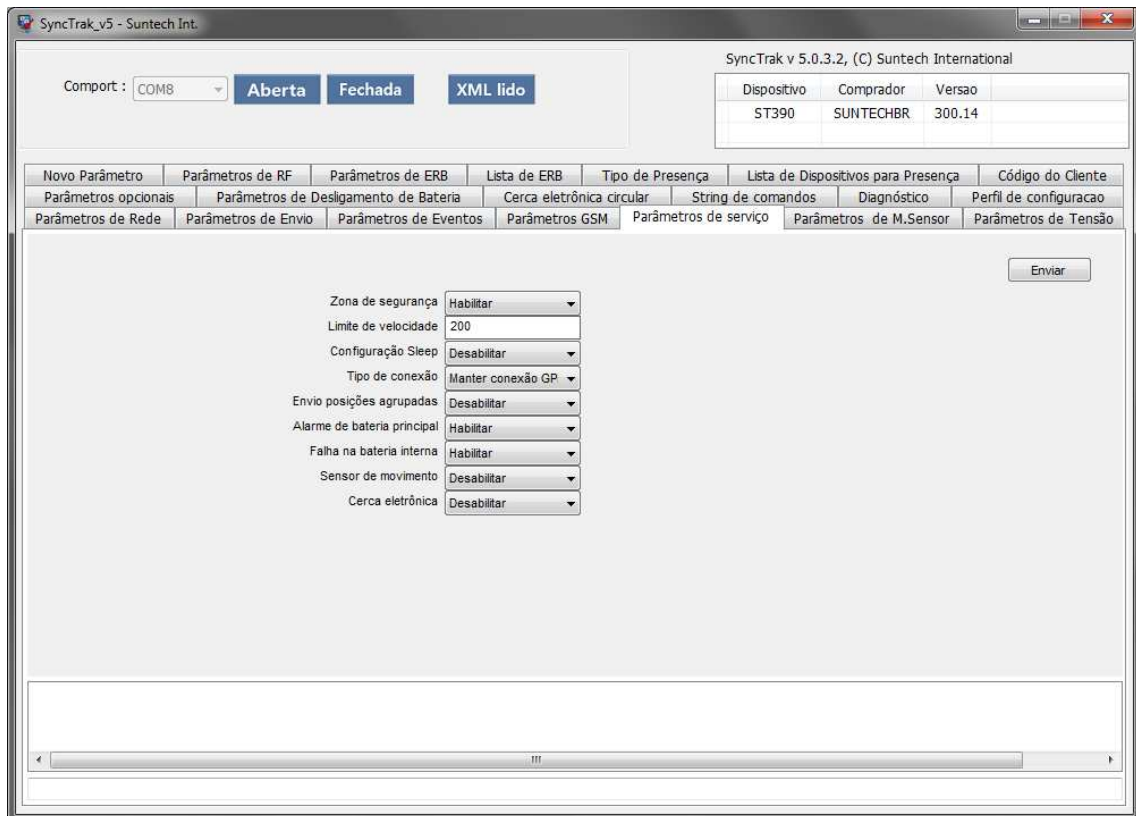 SyncTrak_v5 - Suntech Int.
SyncTrak v 5.0.3.2, (C) Suntech International
Comport : COM8 Aberta Fechada XML lido
Dispositivo Comprador Versao
ST390 SUNTECHBR 300.14
Novo Parâmetro Parâmetros de RF Parâmetros de ERB Lista de ERB Tipo de Presença Lista de Dispositivos para Presença Código do Cliente
Parâmetros opcionais Parâmetros de Desligamento de Bateria Cerca eletrônica circular String de comandos Diagnóstico Perfil de configuracao
Parâmetros de Rede Parâmetros de Envio Parâmetros de Eventos Parâmetros GSM Parâmetros de serviço Parâmetros de M.Sensor Parâmetros de Tensão
Enviar
Zona de segurança Habilitar
Limite de velocidade 200
Configuração Sleep Desabilitar
Tipo de conexão Manter conexão GP
Envio posições agrupadas Desabilitar
Alarme de bateria principal Habilitar
Falha na bateria interna Habilitar
Sensor de movimento Desabilitar
Cerca eletrônica Desabilitar